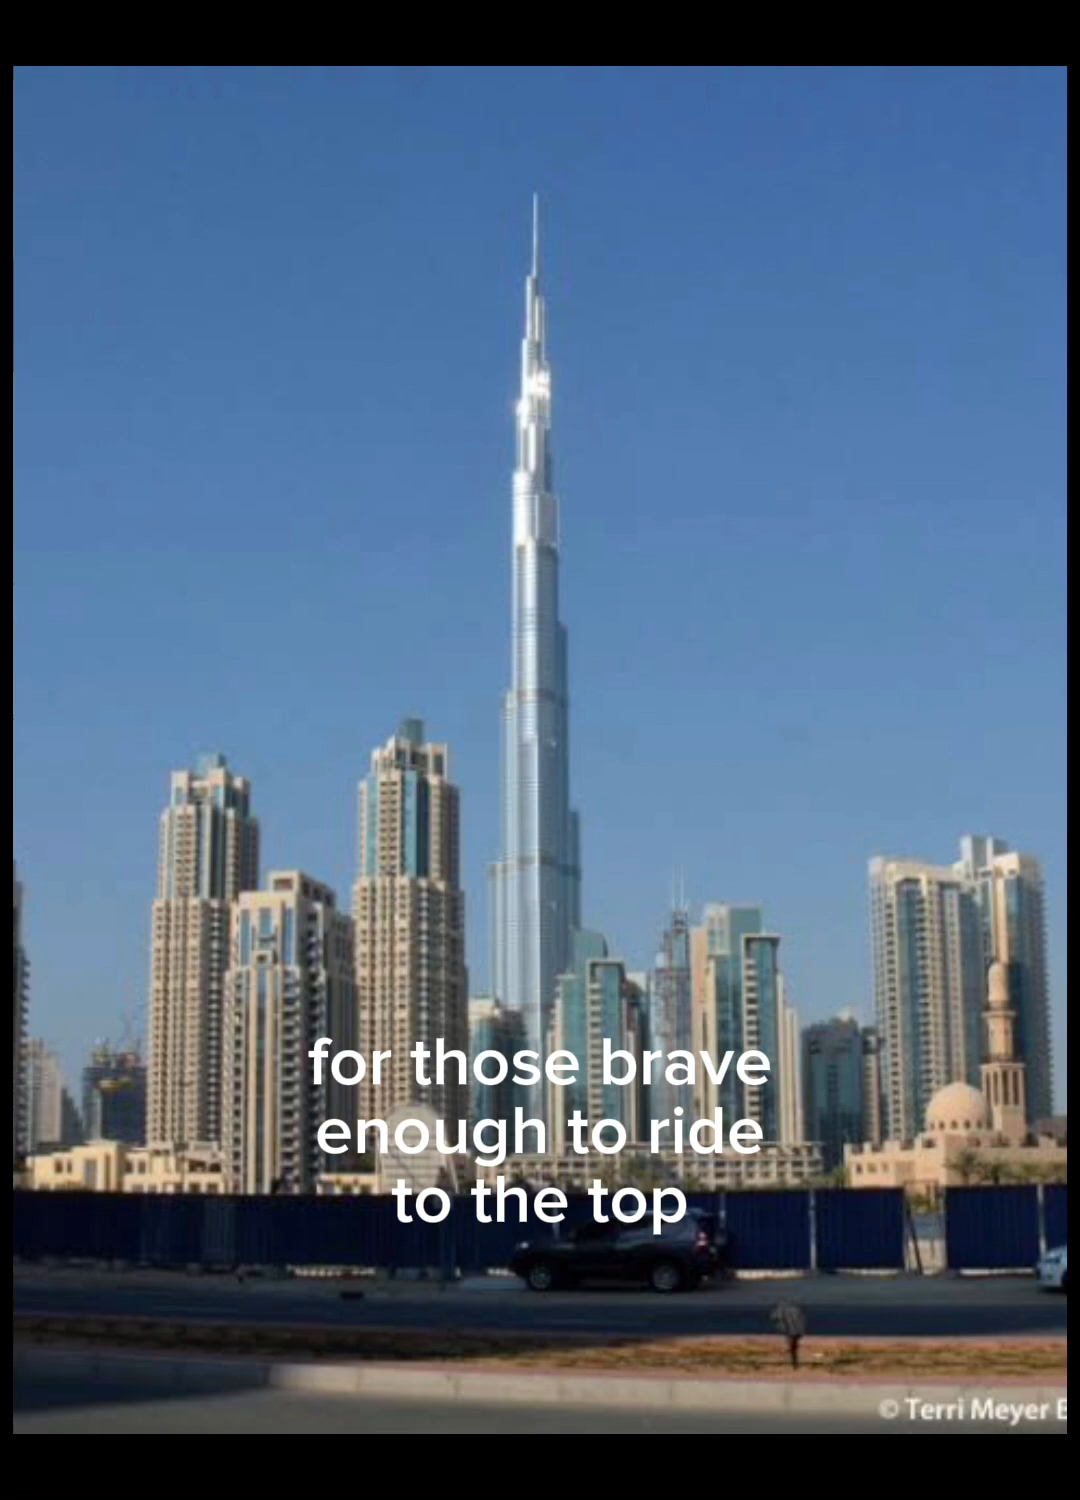 for those brave
enough to ride
to the top
© Terri Meyer